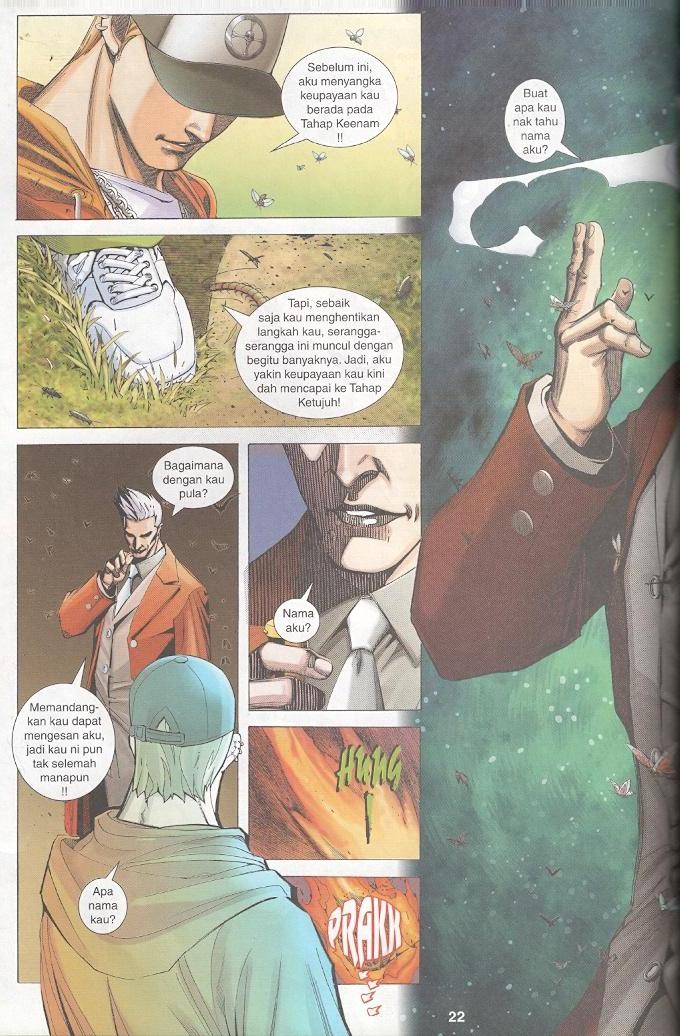 Sebelum ini,
aku menyangka
keupayaan kau
berada pada
Tahap Keenam
!!
Tapi, sebaik
saja kau menghentikan
langkah kau, serangga-
serangga ini muncul dengan
begitu banyaknya. Jadi, aku
yakin keupayaan kau kini
dah mencapai ke Tahap
Ketujuh!
Bagaimana
dengan kau
pula?
Memandang-
kan kau dapat
mengesan aku,
jadi kau ni pun
tak selemah
manapun
!!
Apa
nama
kau?
Nama
aku?
HUNG
!
PRAKK
Buat
apa kau
nak tahu
nama
aku?
22